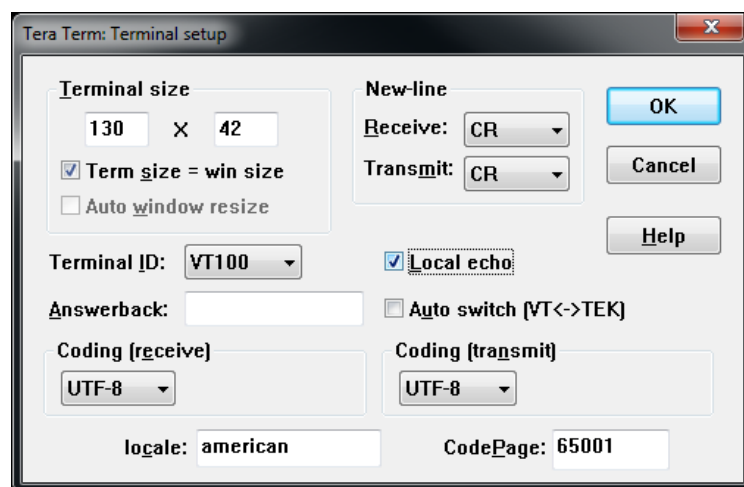 Tera Term: Terminal setup
Terminal size
130 X 42
Term size = win size
Auto window resize
New-line
Receive: CR
Transmit: CR
OK
Cancel
Help
Terminal ID: VT100
Local echo
Answerback:
Auto switch (VT<->TEK)
Coding (receive)
UTF-8
Coding (transmit)
UTF-8
locale: american
CodePage: 65001